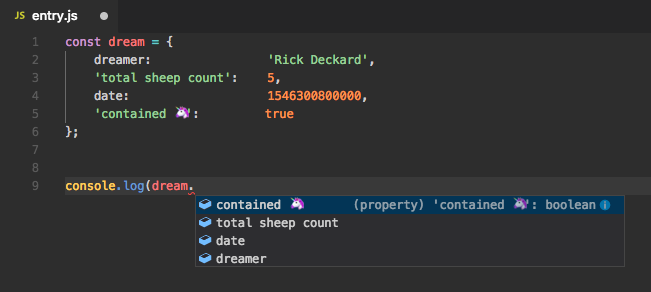 JS entry.js
1 const dream = {
2 dreamer: 'Rick Deckard',
3 'total sheep count': 5,
4 date: 1546300800000,
5 'contained 🦄': true
6 };
7
8
9 console.log(dream.
contained 🦄 (property) 'contained 🦄': boolean
total sheep count
date
dreamer